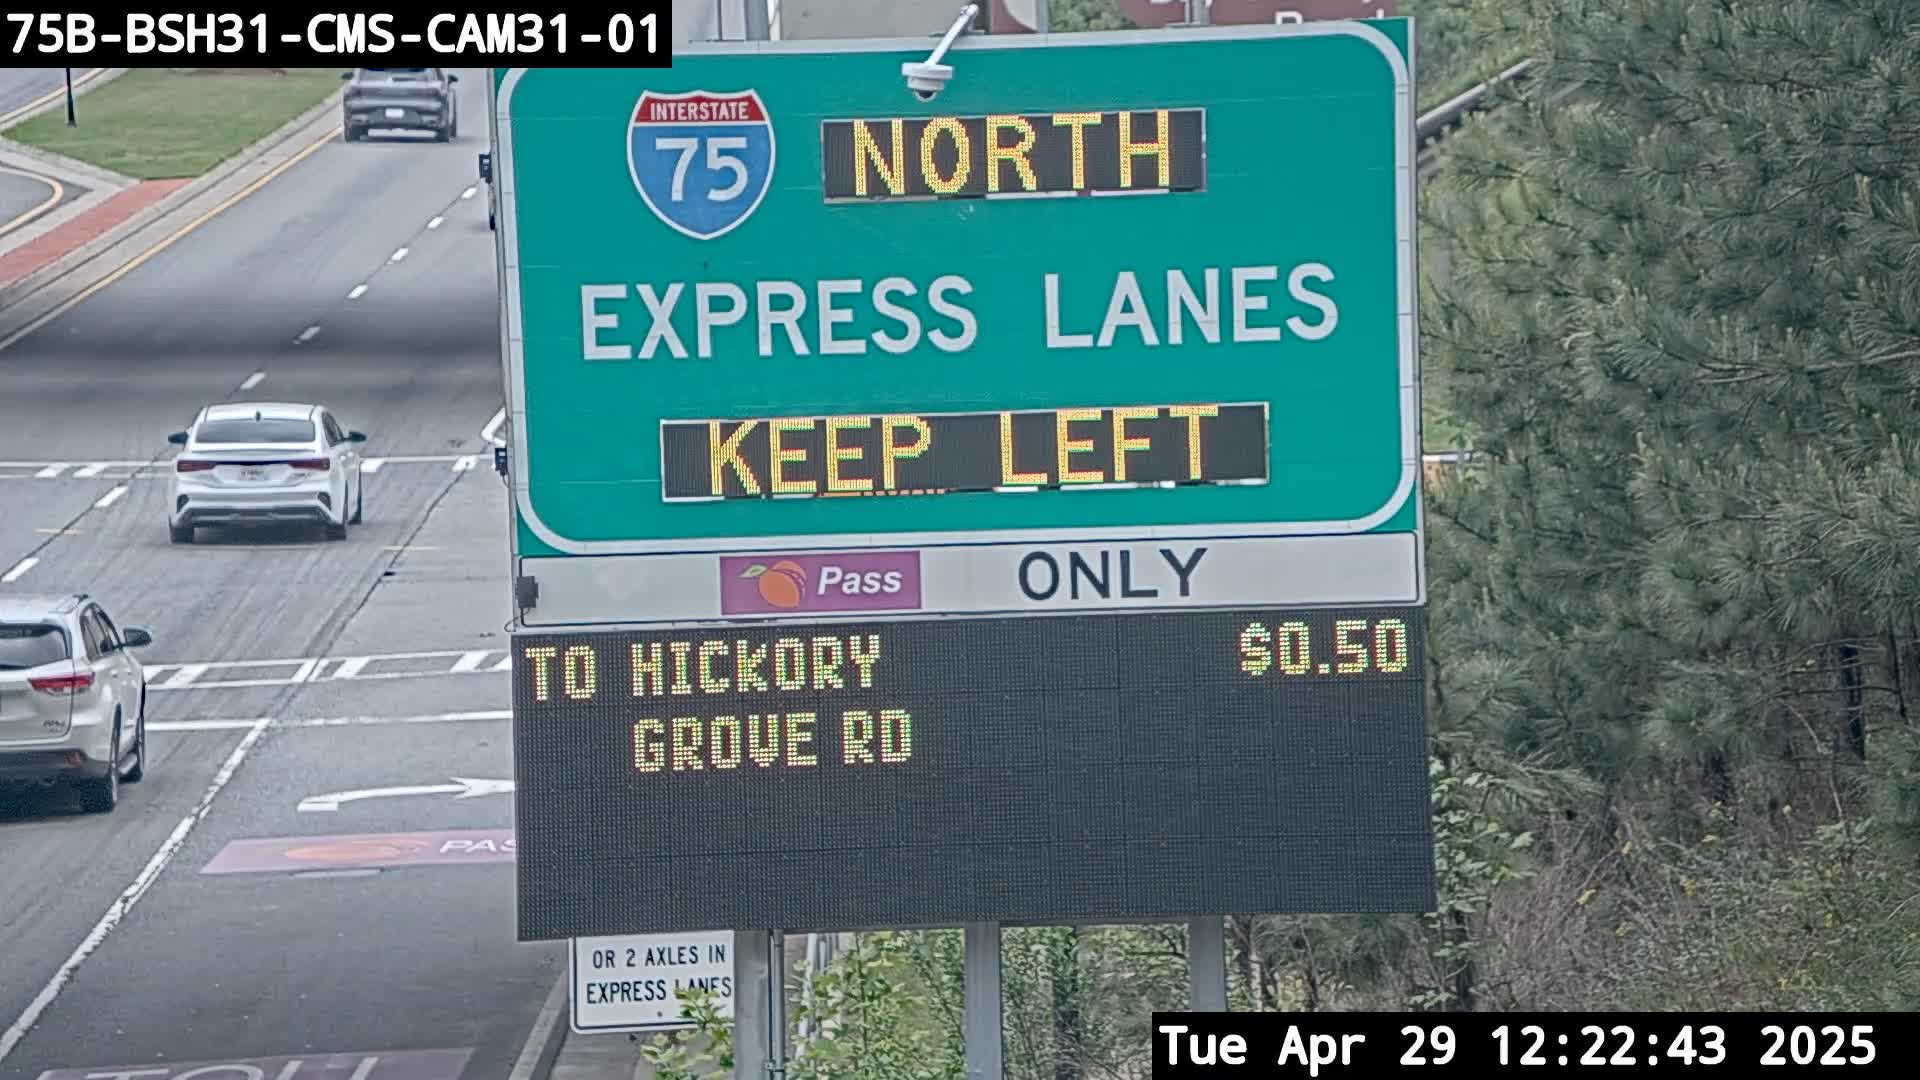 75B-BSH31-CMS-CAM31-01
INTERSTATE
75
NORTH
EXPRESS LANES
KEEP LEFT
Pass
ONLY
TO HICKORY $0.50
GROVE RD
OR 2 AXLES IN
EXPRESS LANES
Tue Apr 29 12:22:43 2025